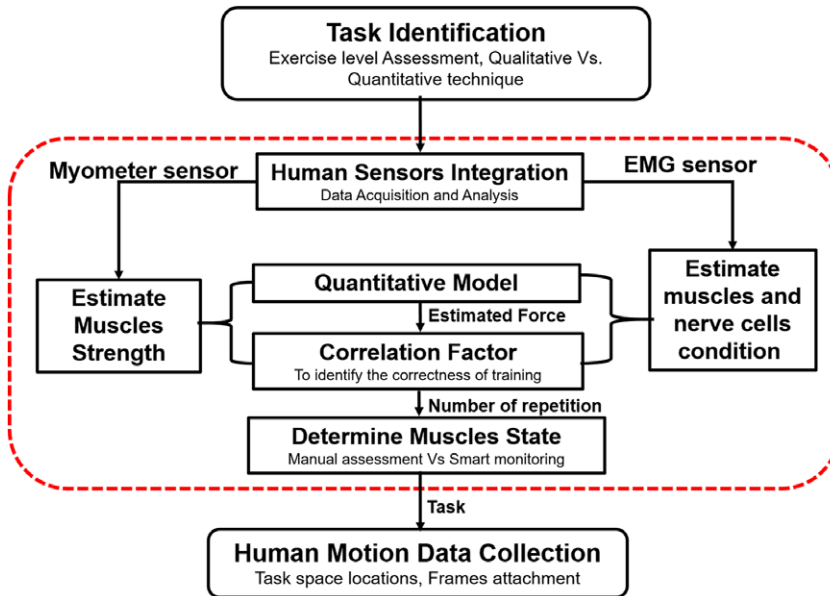 Task Identification
Exercise level Assessment, Qualitative Vs.
Quantitative technique
Myometer sensor
EMG sensor
Human Sensors Integration
Data Acquisition and Analysis
Estimate
Muscles
Strength
Quantitative Model
Estimated Force
Correlation Factor
To identify the correctness of training
Estimate
muscles and
nerve cells
condition
Number of repetition
Determine Muscles State
Manual assessment Vs Smart monitoring
Task
Human Motion Data Collection
Task space locations, Frames attachment